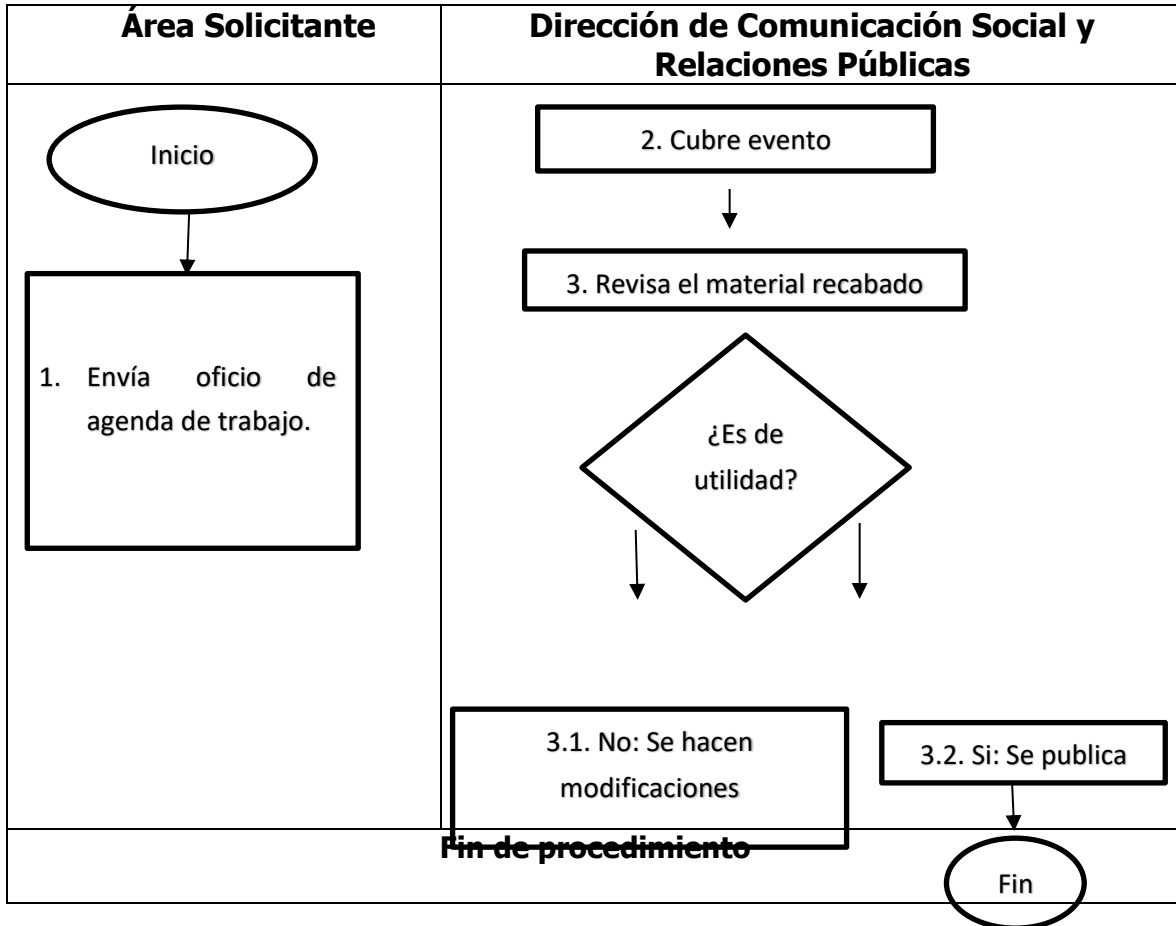 Área Solicitante
Dirección de Comunicación Social y
Relaciones Públicas
Inicio
1. Envía oficio de
agenda de trabajo.
2. Cubre evento
3. Revisa el material recabado
¿Es de
utilidad?
3.1. No: Se hacen
modificaciones
3.2. Si: Se publica
Fin de procedimiento
Fin